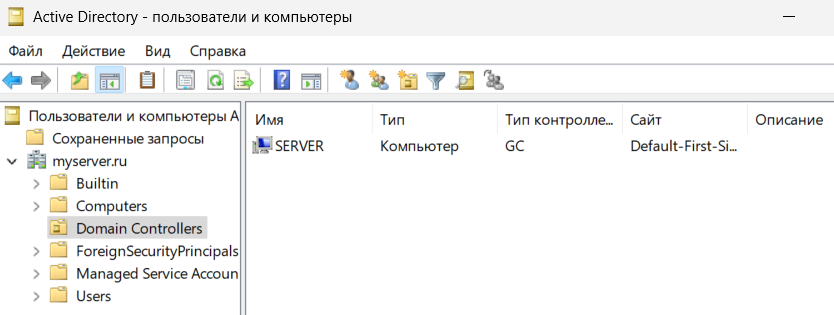 Active Directory - пользователи и компьютеры
Файл Действие Вид Справка
Пользователи и компьютеры A
Сохраненные запросы
myserver.ru
Builtin
Computers
Domain Controllers
ForeignSecurityPrincipals
Managed Service Accoun
Users
Имя Тип Тип контролле... Сайт Описание
SERVER Компьютер GC Default-First-Si...